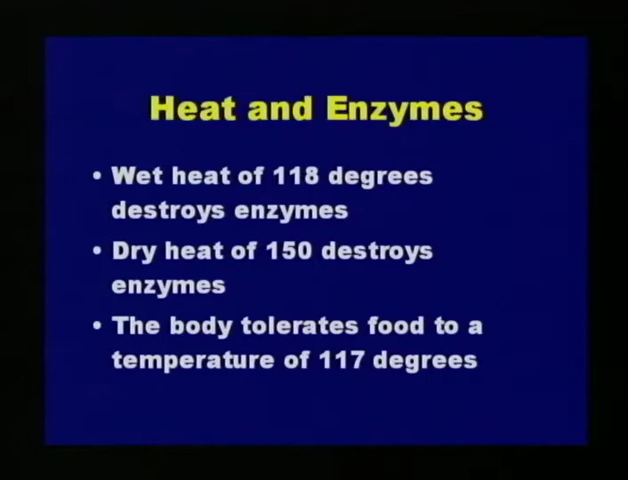 Heat and Enzymes
• Wet heat of 118 degrees
destroys enzymes
• Dry heat of 150 destroys
enzymes
• The body tolerates food to a
temperature of 117 degrees